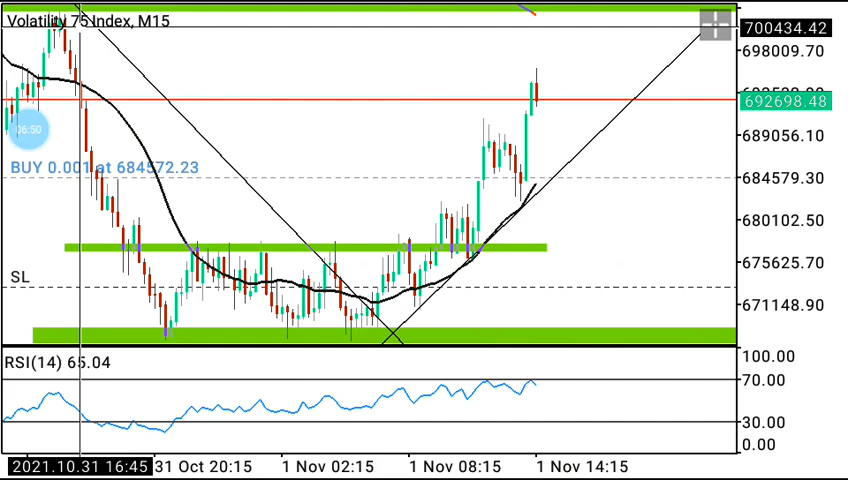 Volatility 75 Index, M15
700434.42
698009.70
692698.48
06:50
689056.10
BUY 0.001 at 684572.23
684579.30
680102.50
675625.70
SL
671148.90
RSI(14) 65.04
100.00
70.00
30.00
0.00
2021.10.31 16:45
31 Oct 20:15
1 Nov 02:15
1 Nov 08:15
1 Nov 14:15